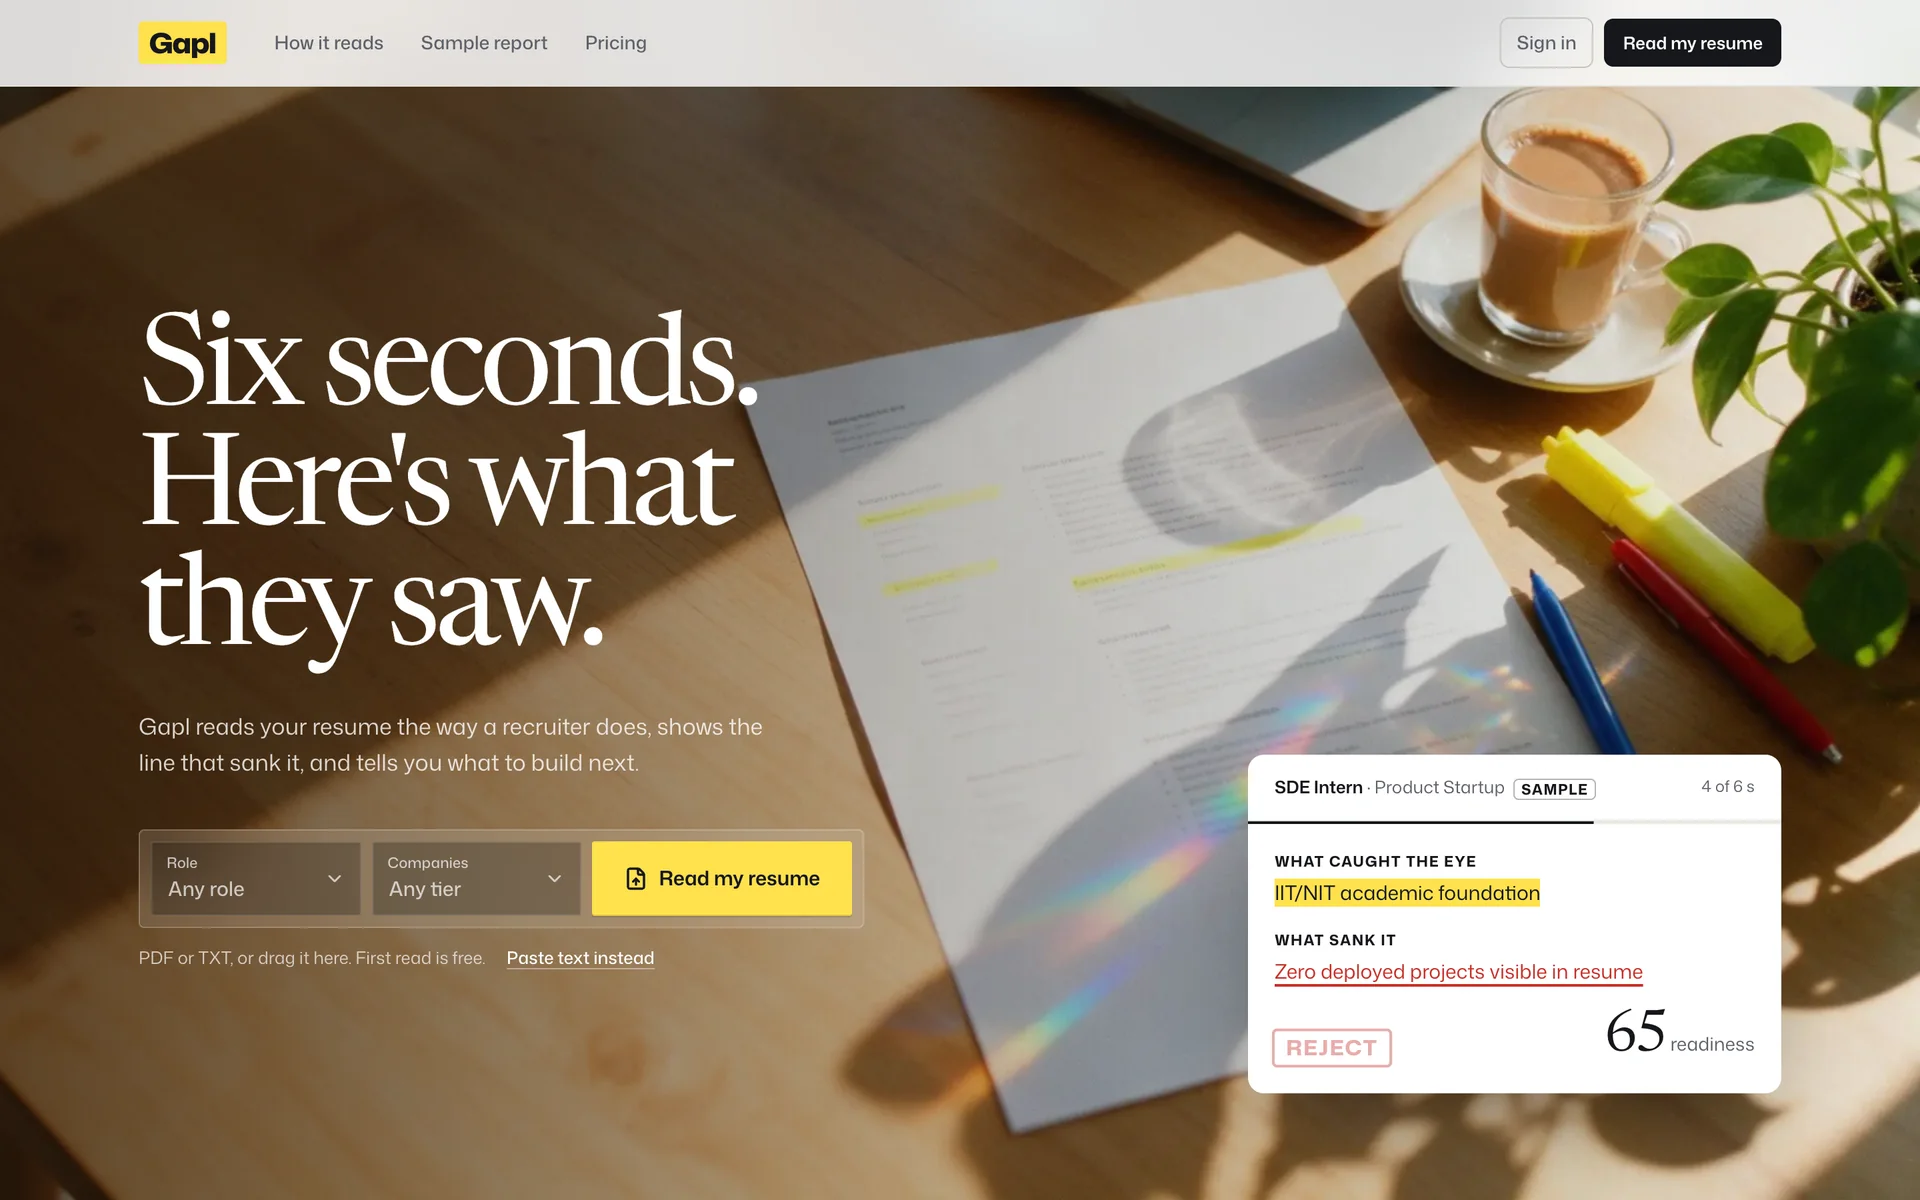 Gapl
How it reads
Sample report
Pricing
Sign in
Read my resume
Six seconds.
Here's what
they saw.
Gapl reads your resume the way a recruiter does, shows the
line that sank it, and tells you what to build next.
Role
Any role
Companies
Any tier
Read my resume
PDF or TXT, or drag it here. First read is free.
Paste text instead
SDE Intern · Product Startup SAMPLE
4 of 6 s
WHAT CAUGHT THE EYE
IIT/NIT academic foundation
WHAT SANK IT
Zero deployed projects visible in resume
REJECT
65 readiness